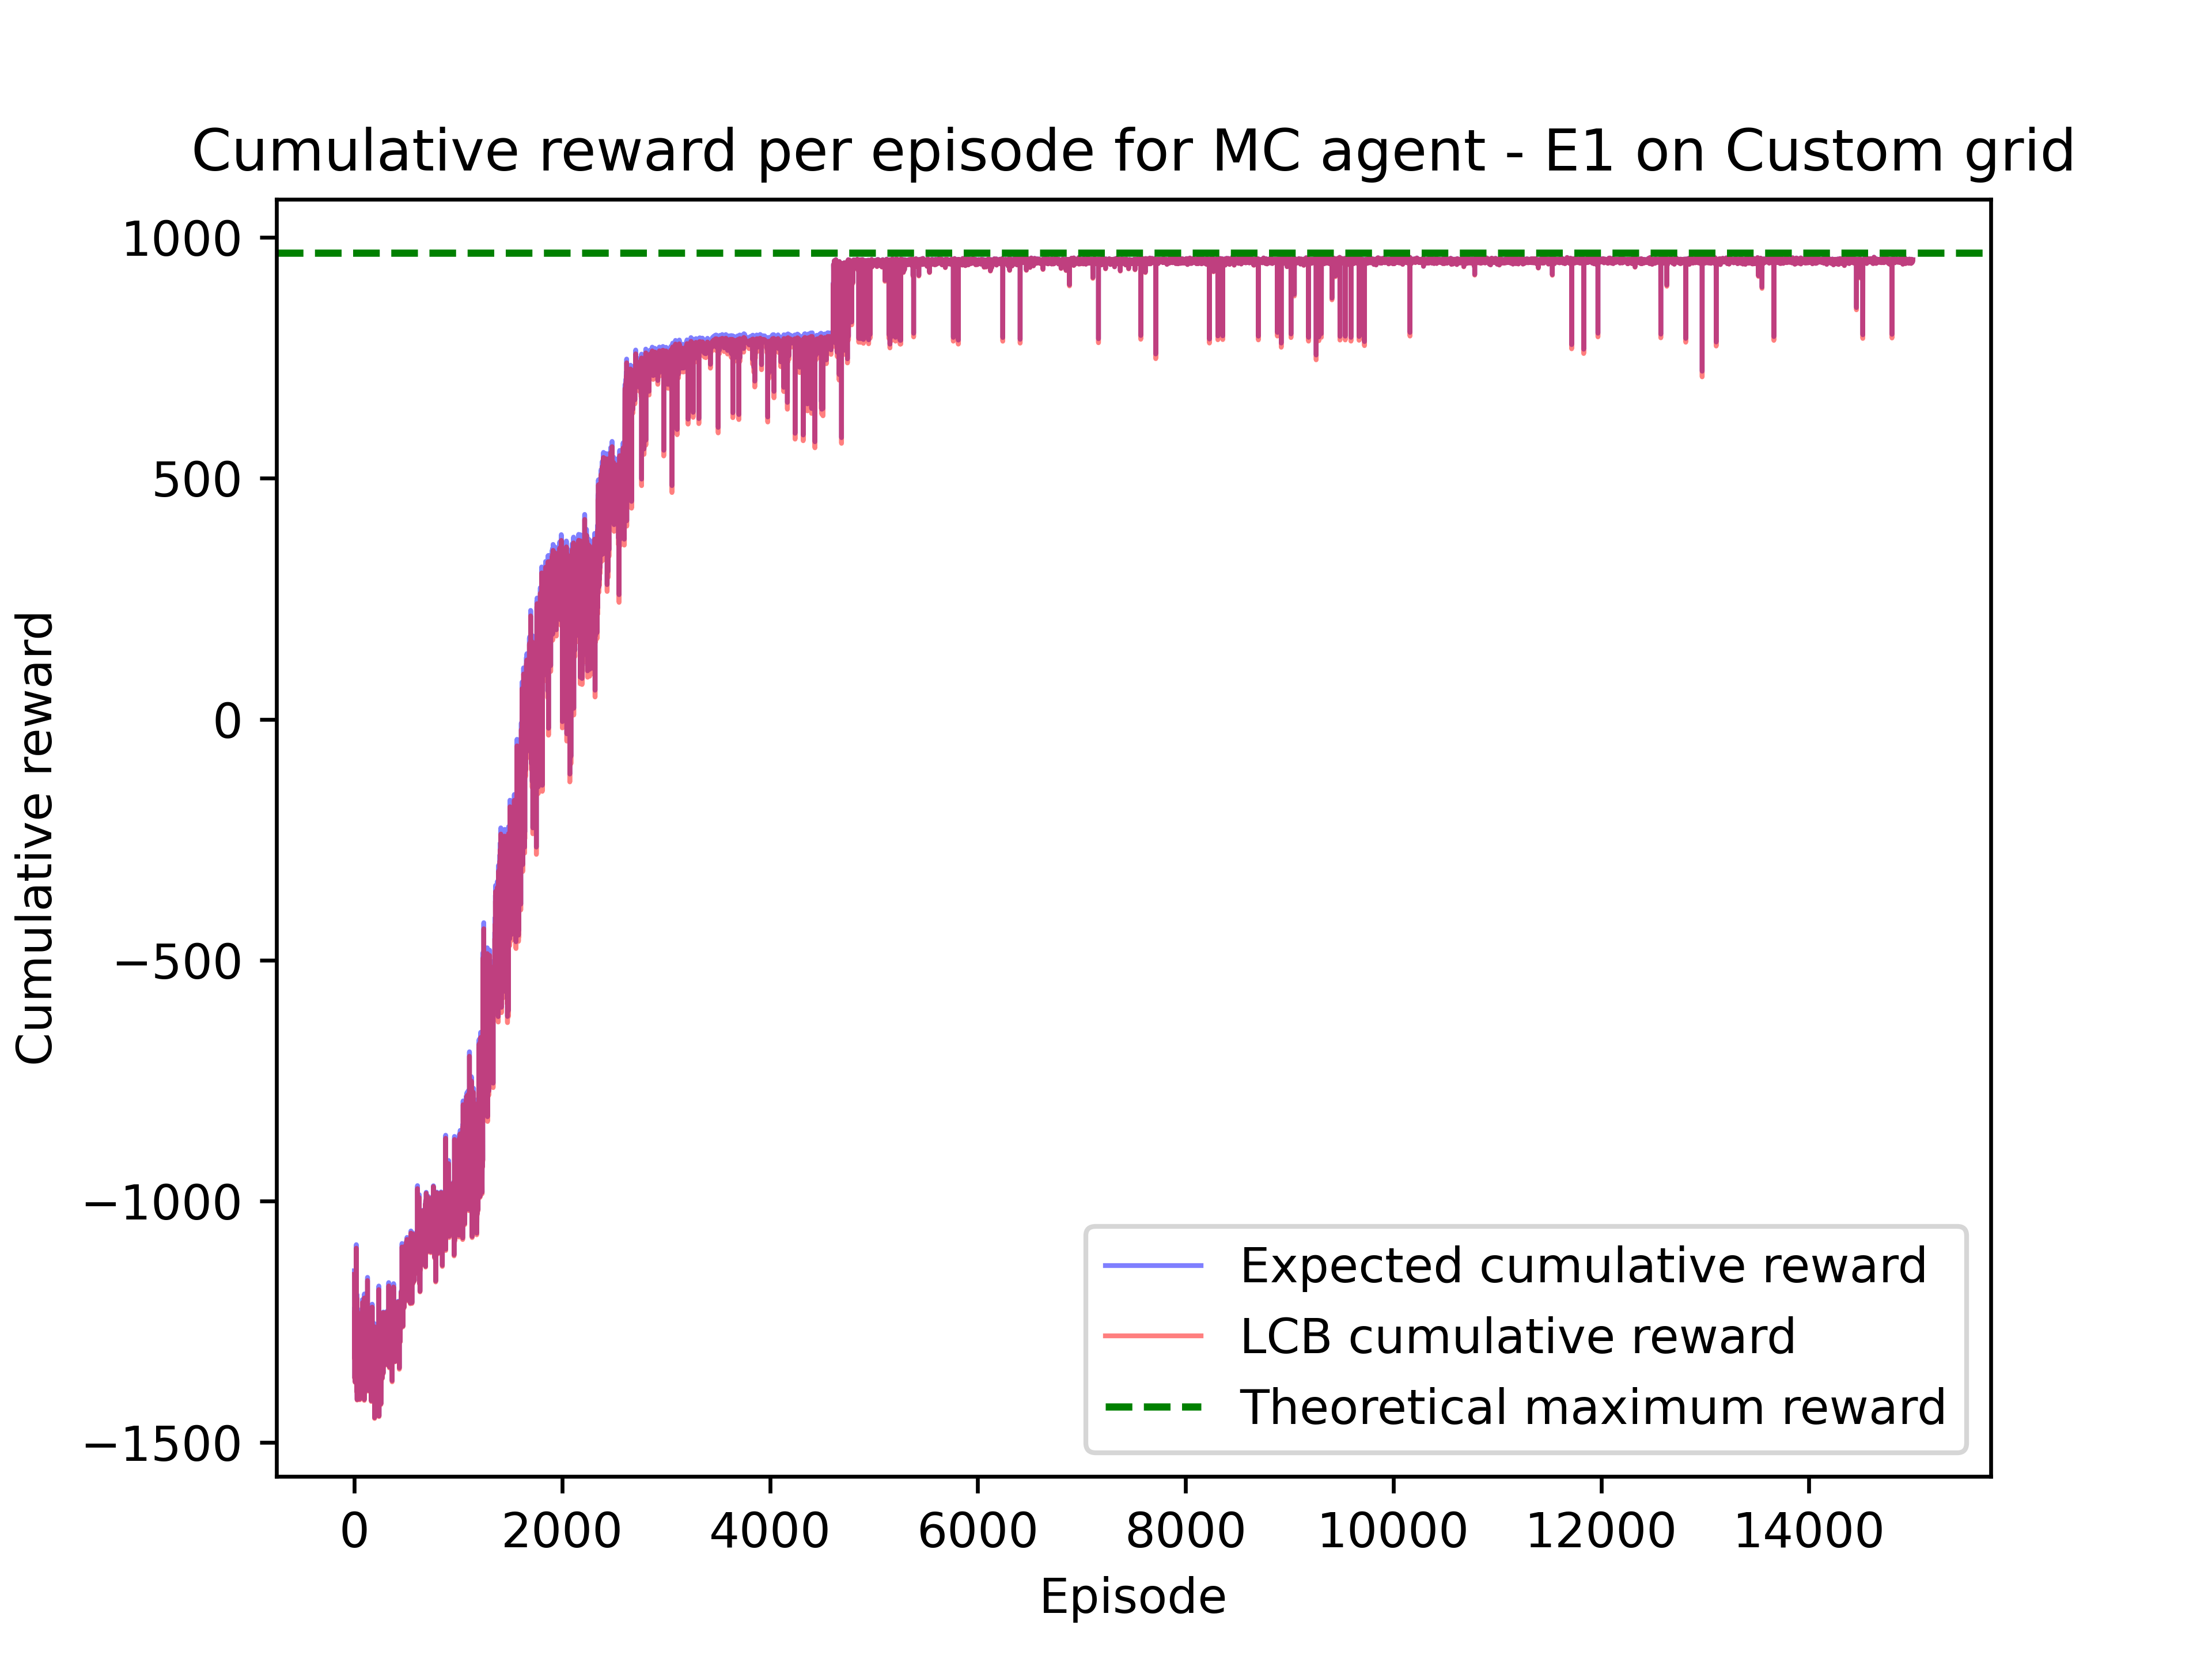 Cumulative reward per episode for MC agent - E1 on Custom grid
1000
500
0
−500
−1000
−1500
Cumulative reward
Expected cumulative reward
LCB cumulative reward
Theoretical maximum reward
0 2000 4000 6000 8000 10000 12000 14000
Episode